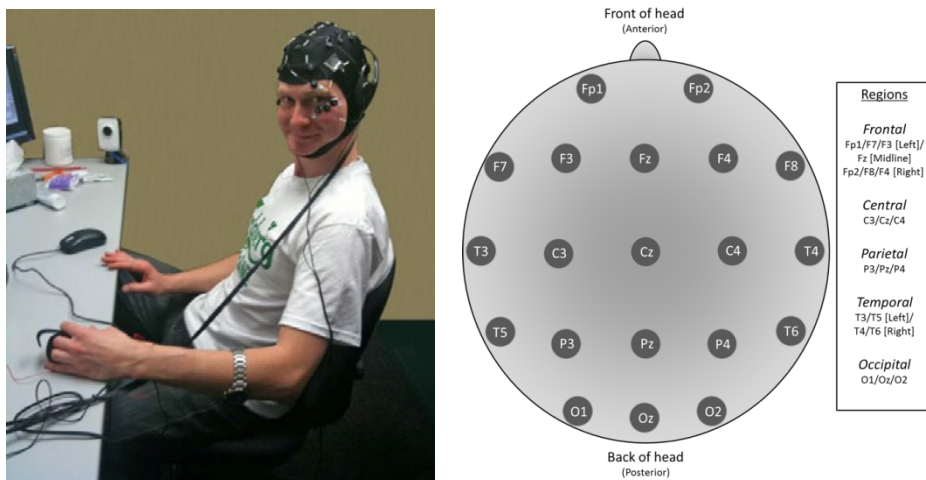 Front of head
(Anterior)
Fp1
Fp2
F7
F3
Fz
F4
F8
T3
C3
Cz
C4
T4
T5
P3
Pz
P4
T6
O1
Oz
O2
Back of head
(Posterior)
Regions
Frontal
Fp1/F7/F3 [Left]/
Fz [Midline]
Fp2/F8/F4 [Right]
Central
C3/Cz/C4
Parietal
P3/Pz/P4
Temporal
T3/T5 [Left]/
T4/T6 [Right]
Occipital
O1/Oz/O2